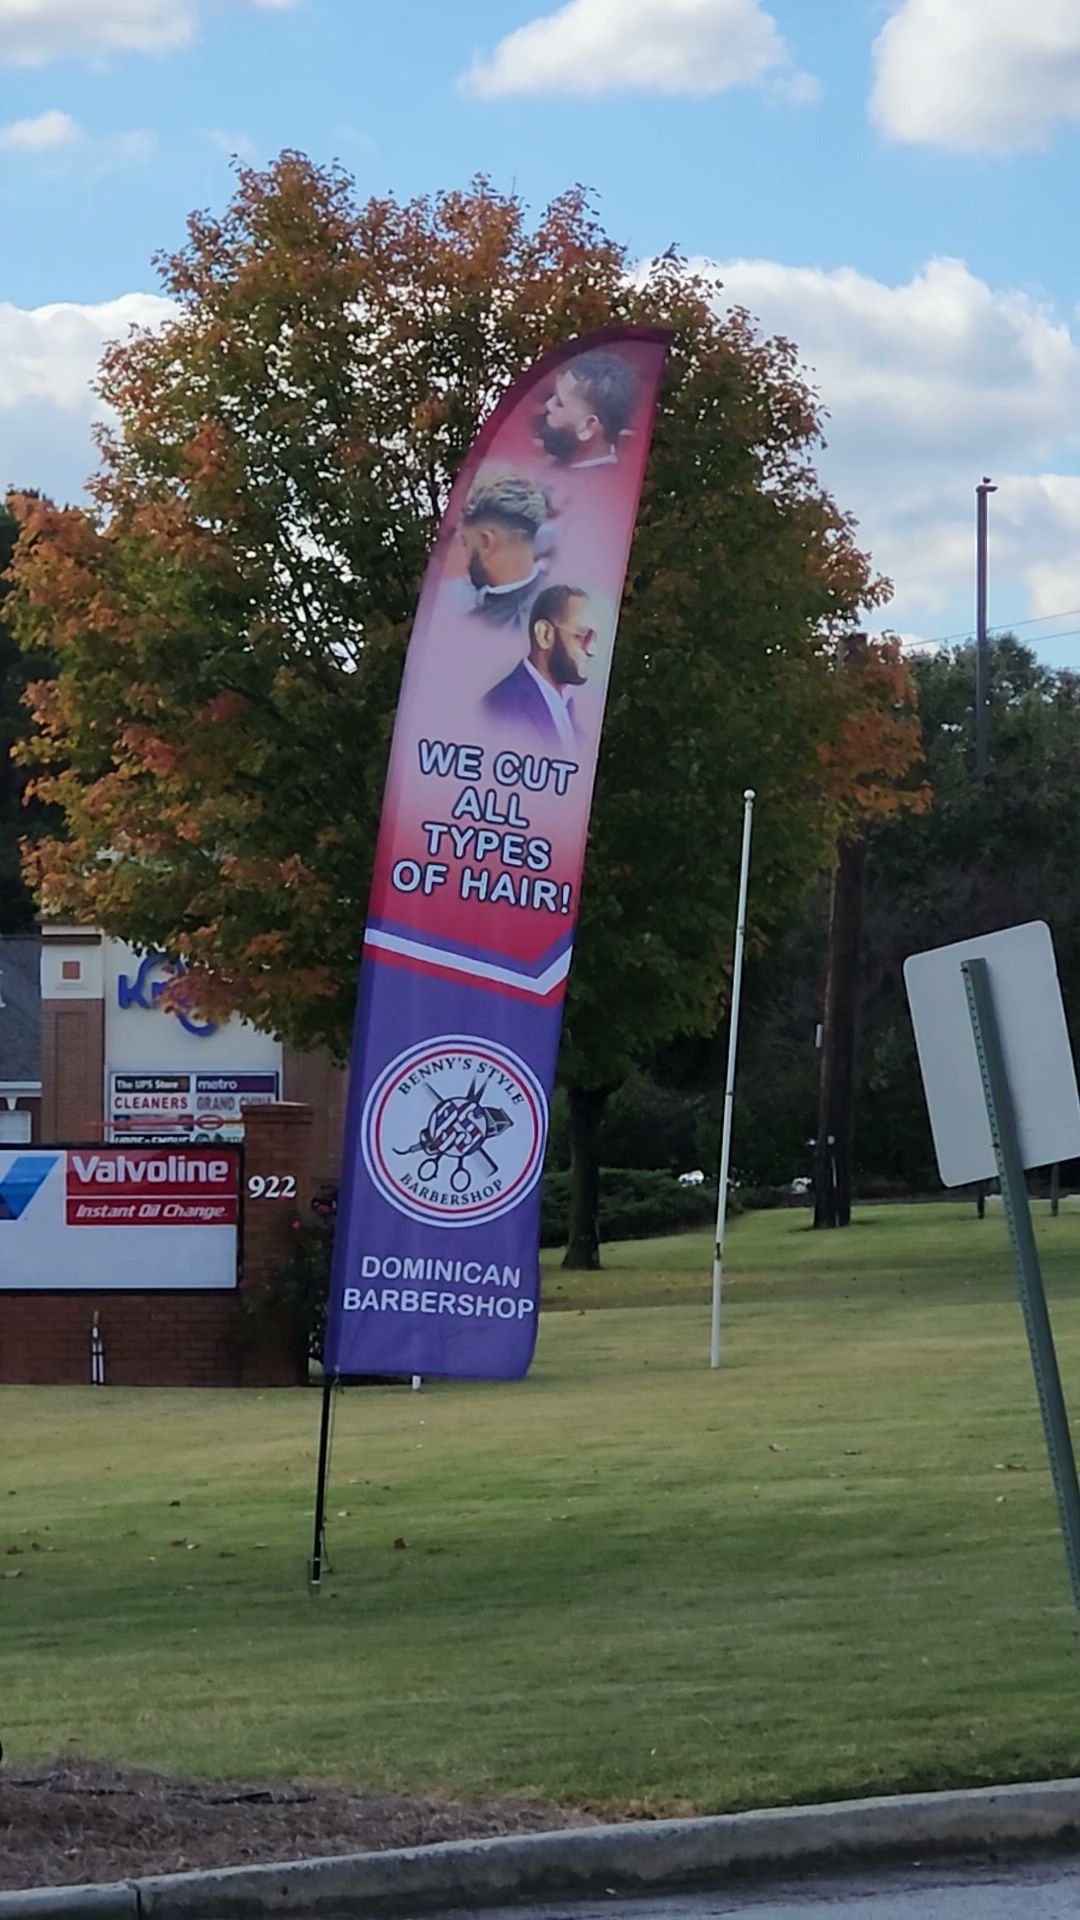 WE CUT
ALL
TYPES
OF HAIR!
BENNY'S STYLE
BARBERSHOP
DOMINICAN
BARBERSHOP
The UPS Store
metro
CLEANERS
GRAND CHINA
Valvoline
Instant Oil Change
922